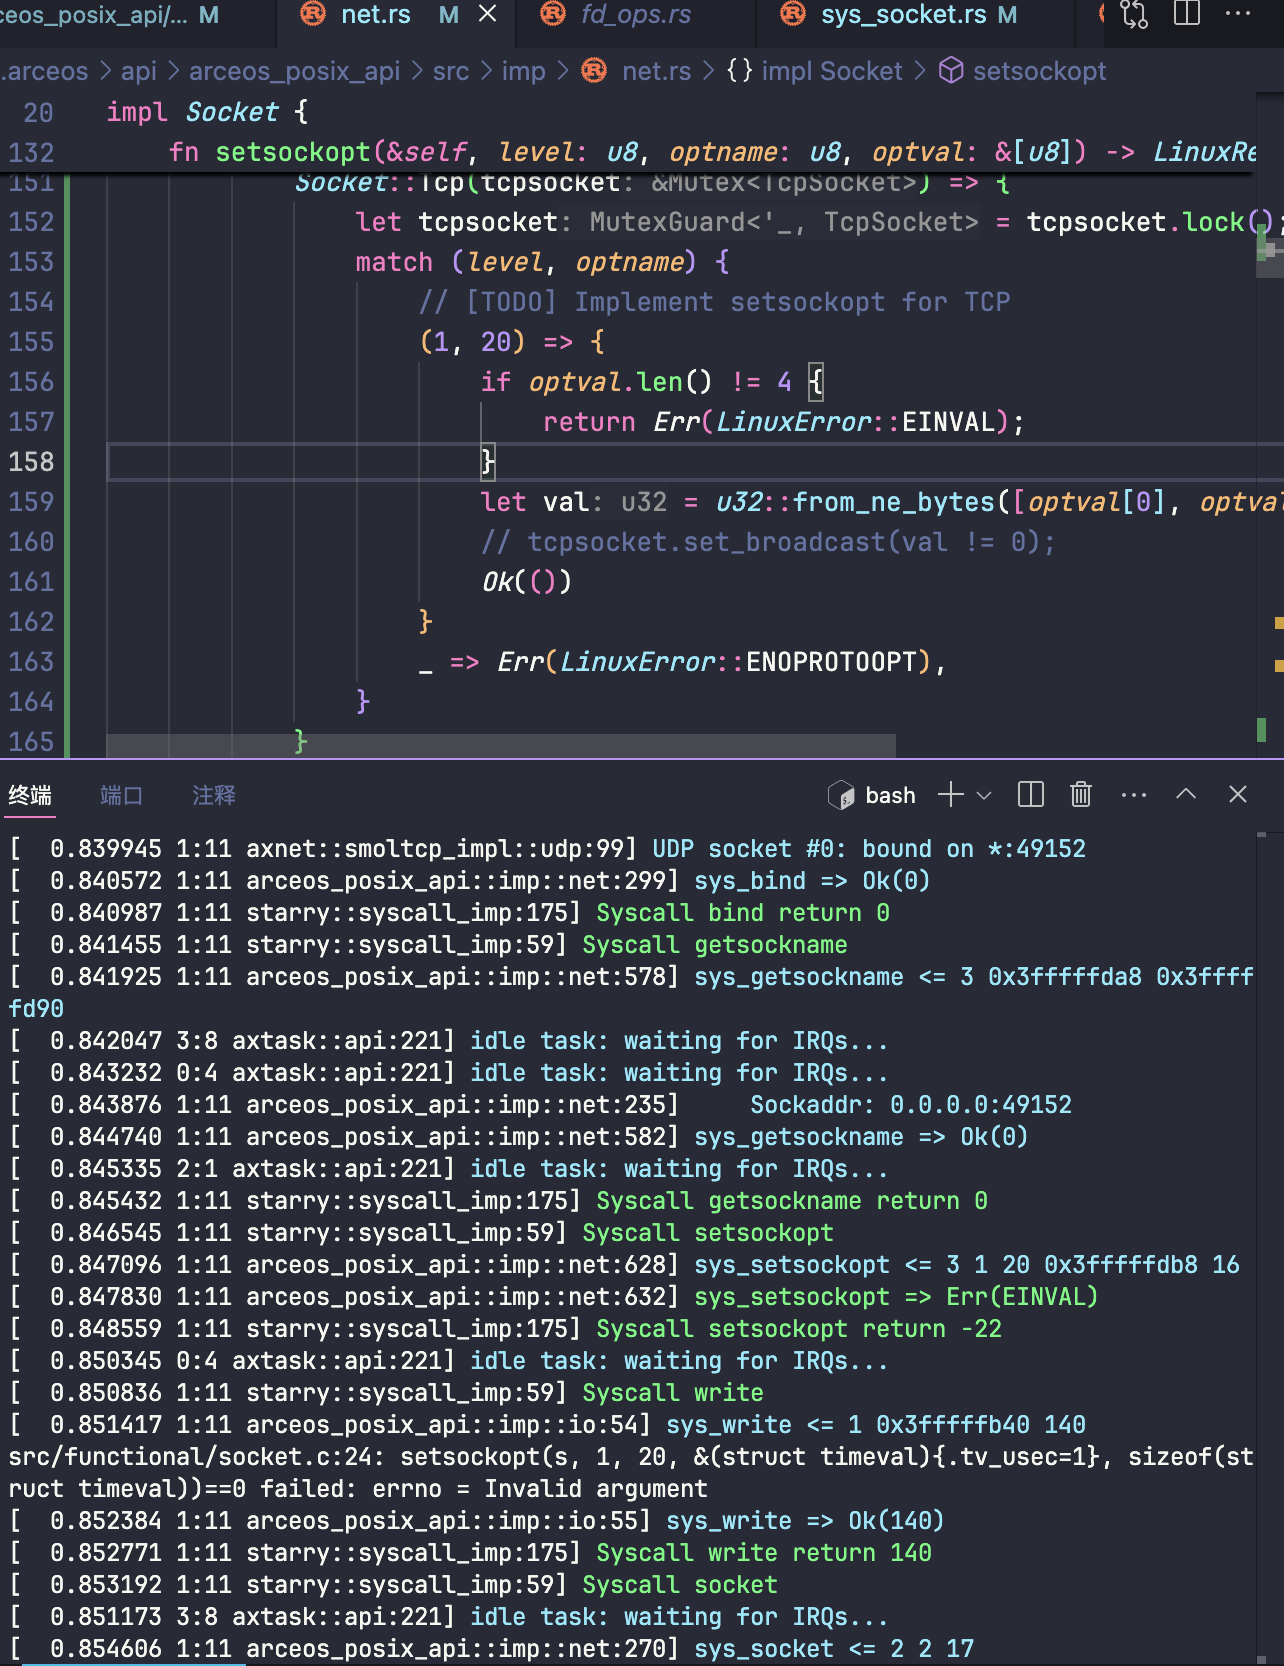 ceos_posix_api/... M net.rs M fd_ops.rs sys_socket.rs M ...
.arceos > api > arceos_posix_api > src > imp > net.rs > {} impl Socket > setsockopt
20 impl Socket {
132 fn setsockopt(&self, level: u8, optname: u8, optval: &[u8]) -> LinuxRe
151 Socket::Tcp(tcpsocket: &Mutex<TcpSocket>) => {
152 let tcpsocket: MutexGuard<'_, TcpSocket> = tcpsocket.lock();
153 match (level, optname) {
154 // [TODO] Implement setsockopt for TCP
155 (1, 20) => {
156 if optval.len() != 4 {
157 return Err(LinuxError::EINVAL);
158 }
159 let val: u32 = u32::from_ne_bytes([optval[0], optval
160 // tcpsocket.set_broadcast(val != 0);
161 Ok(())
162 }
163 _ => Err(LinuxError::ENOPROTOOPT),
164 }
165 }
终端 端口 注释 bash ...
[ 0.839945 1:11 axnet::smoltcp_impl::udp:99] UDP socket #0: bound on *:49152
[ 0.840572 1:11 arceos_posix_api::imp::net:299] sys_bind => Ok(0)
[ 0.840987 1:11 starry::syscall_imp:175] Syscall bind return 0
[ 0.841455 1:11 starry::syscall_imp:59] Syscall getsockname
[ 0.841925 1:11 arceos_posix_api::imp::net:578] sys_getsockname <= 3 0x3fffffda8 0x3ffff
fd90
[ 0.842047 3:8 axtask::api:221] idle task: waiting for IRQs...
[ 0.843232 0:4 axtask::api:221] idle task: waiting for IRQs...
[ 0.843876 1:11 arceos_posix_api::imp::net:235] Sockaddr: 0.0.0.0:49152
[ 0.844740 1:11 arceos_posix_api::imp::net:582] sys_getsockname => Ok(0)
[ 0.845335 2:1 axtask::api:221] idle task: waiting for IRQs...
[ 0.845432 1:11 starry::syscall_imp:175] Syscall getsockname return 0
[ 0.846545 1:11 starry::syscall_imp:59] Syscall setsockopt
[ 0.847096 1:11 arceos_posix_api::imp::net:628] sys_setsockopt <= 3 1 20 0x3fffffdb8 16
[ 0.847830 1:11 arceos_posix_api::imp::net:632] sys_setsockopt => Err(EINVAL)
[ 0.848559 1:11 starry::syscall_imp:175] Syscall setsockopt return -22
[ 0.850345 0:4 axtask::api:221] idle task: waiting for IRQs...
[ 0.850836 1:11 starry::syscall_imp:59] Syscall write
[ 0.851417 1:11 arceos_posix_api::imp::io:54] sys_write <= 1 0x3fffffb40 140
src/functional/socket.c:24: setsockopt(s, 1, 20, &(struct timeval){.tv_usec=1}, sizeof(st
ruct timeval))==0 failed: errno = Invalid argument
[ 0.852384 1:11 arceos_posix_api::imp::io:55] sys_write => Ok(140)
[ 0.852771 1:11 starry::syscall_imp:175] Syscall write return 140
[ 0.853192 1:11 starry::syscall_imp:59] Syscall socket
[ 0.851173 3:8 axtask::api:221] idle task: waiting for IRQs...
[ 0.854606 1:11 arceos_posix_api::imp::net:270] sys_socket <= 2 2 17